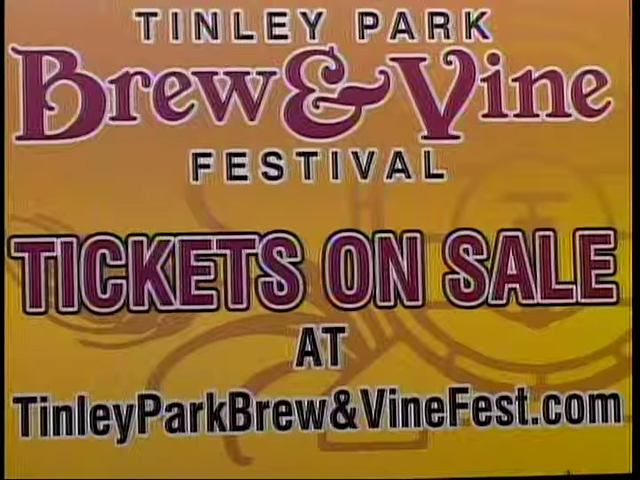 TINLEY PARK
Brew & Vine
FESTIVAL
TICKETS ON SALE
AT
TinleyParkBrew&VineFest.com